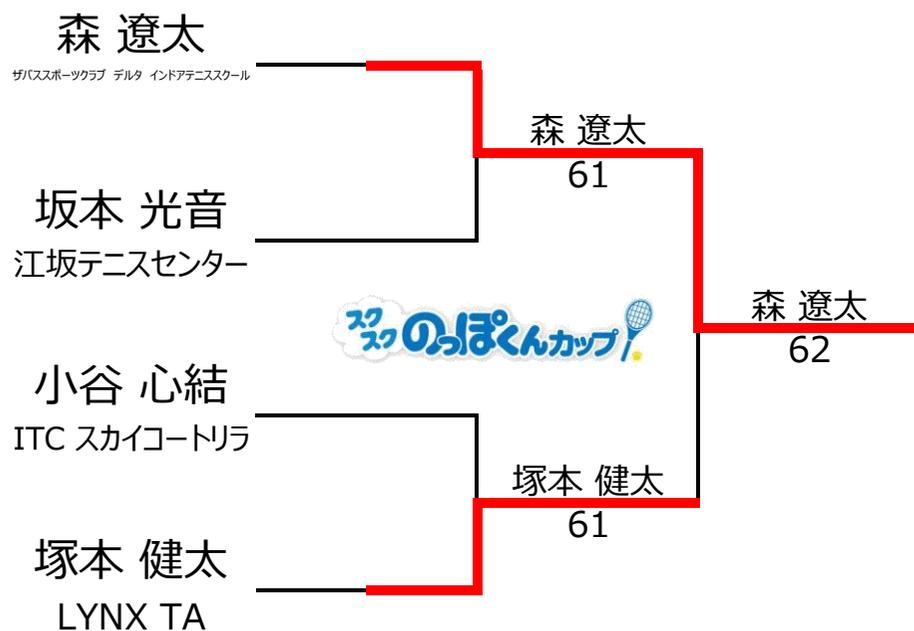 森 遼太
ザバススポーツクラブ デルタ インドアテニススクール
森 遼太
61
坂本 光音
江坂テニスセンター
スク
スク
のっぽくんカップ
森 遼太
62
小谷 心結
ITC スカイコートリラ
塚本 健太
61
塚本 健太
LYNX TA